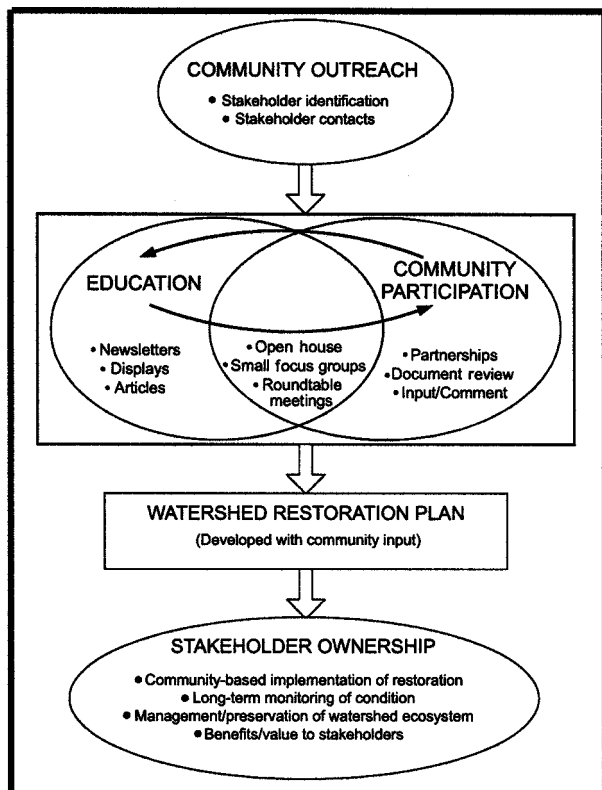 COMMUNITY OUTREACH
● Stakeholder identification
● Stakeholder contacts
EDUCATION
• Newsletters
• Displays
• Articles
• Open house
• Small focus groups
• Roundtable
meetings
COMMUNITY
PARTICIPATION
• Partnerships
• Document review
• Input/Comment
WATERSHED RESTORATION PLAN
(Developed with community input)
STAKEHOLDER OWNERSHIP
● Community-based implementation of restoration
● Long-term monitoring of condition
● Management/preservation of watershed ecosystem
● Benefits/value to stakeholders